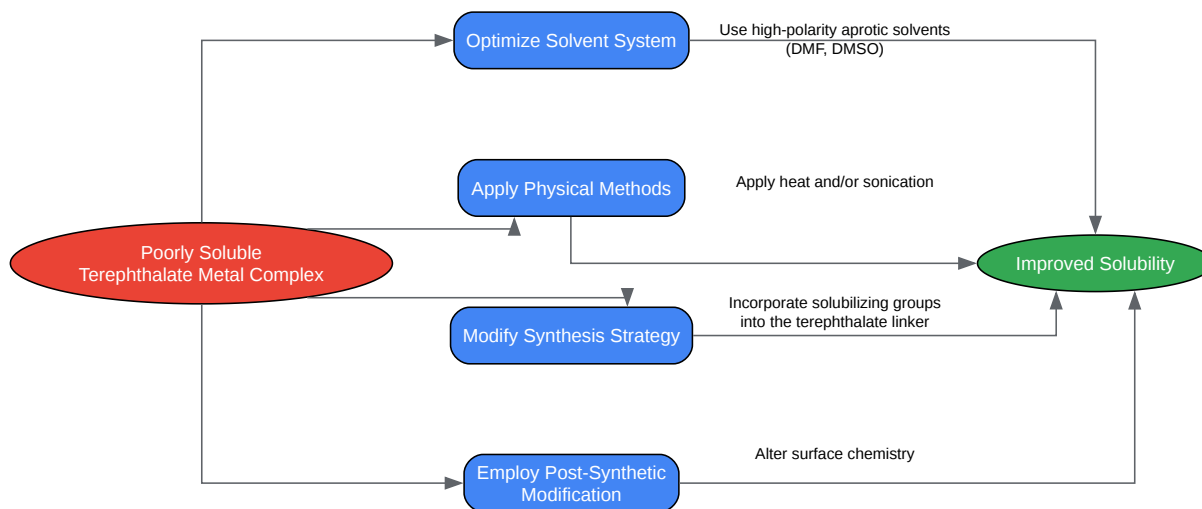 Optimize Solvent System
Use high-polarity aprotic solvents
(DMF, DMSO)
Apply Physical Methods
Apply heat and/or sonication
Poorly Soluble
Terephthalate Metal Complex
Improved Solubility
Modify Synthesis Strategy
Incorporate solubilizing groups
into the terephthalate linker
Employ Post-Synthetic
Modification
Alter surface chemistry